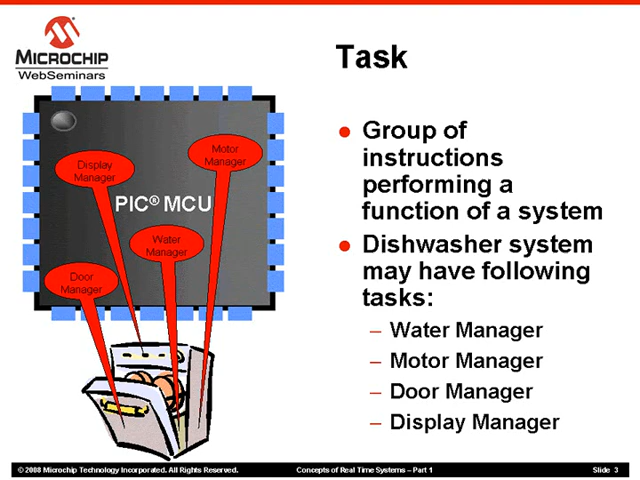 MICROCHIP
WebSeminars
Task
Display
Manager
Motor
Manager
PIC® MCU
Water
Manager
Door
Manager
● Group of
instructions
performing a
function of a system
● Dishwasher system
may have following
tasks:
– Water Manager
– Motor Manager
– Door Manager
– Display Manager
© 2008 Microchip Technology Incorporated. All Rights Reserved.
Concepts of Real Time Systems – Part 1
Slide 3